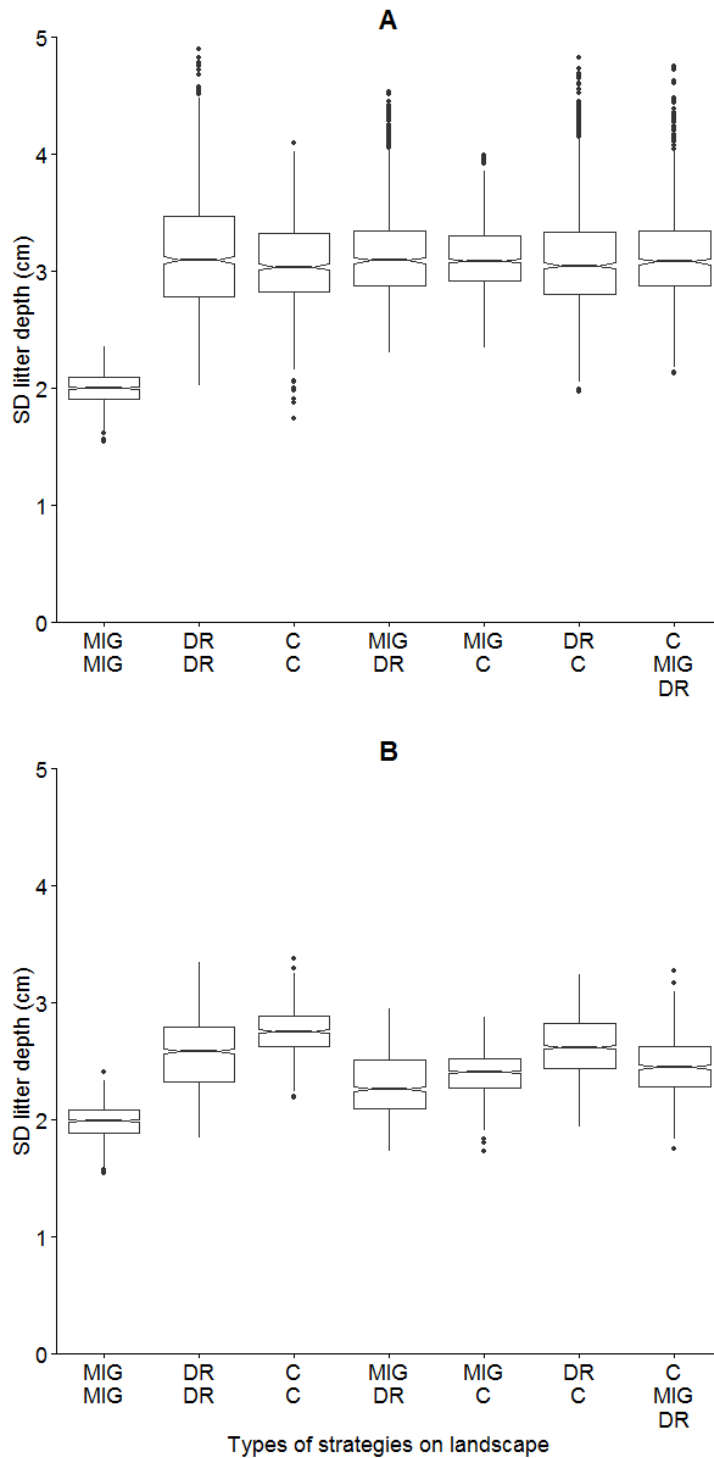 A
SD litter depth (cm)
5
4
3
2
1
0
MIG DR C MIG MIG DR C
MIG DR C DR C C MIG
DR
B
SD litter depth (cm)
5
4
3
2
1
0
MIG DR C MIG MIG DR C
MIG DR C DR C C MIG
DR
Types of strategies on landscape